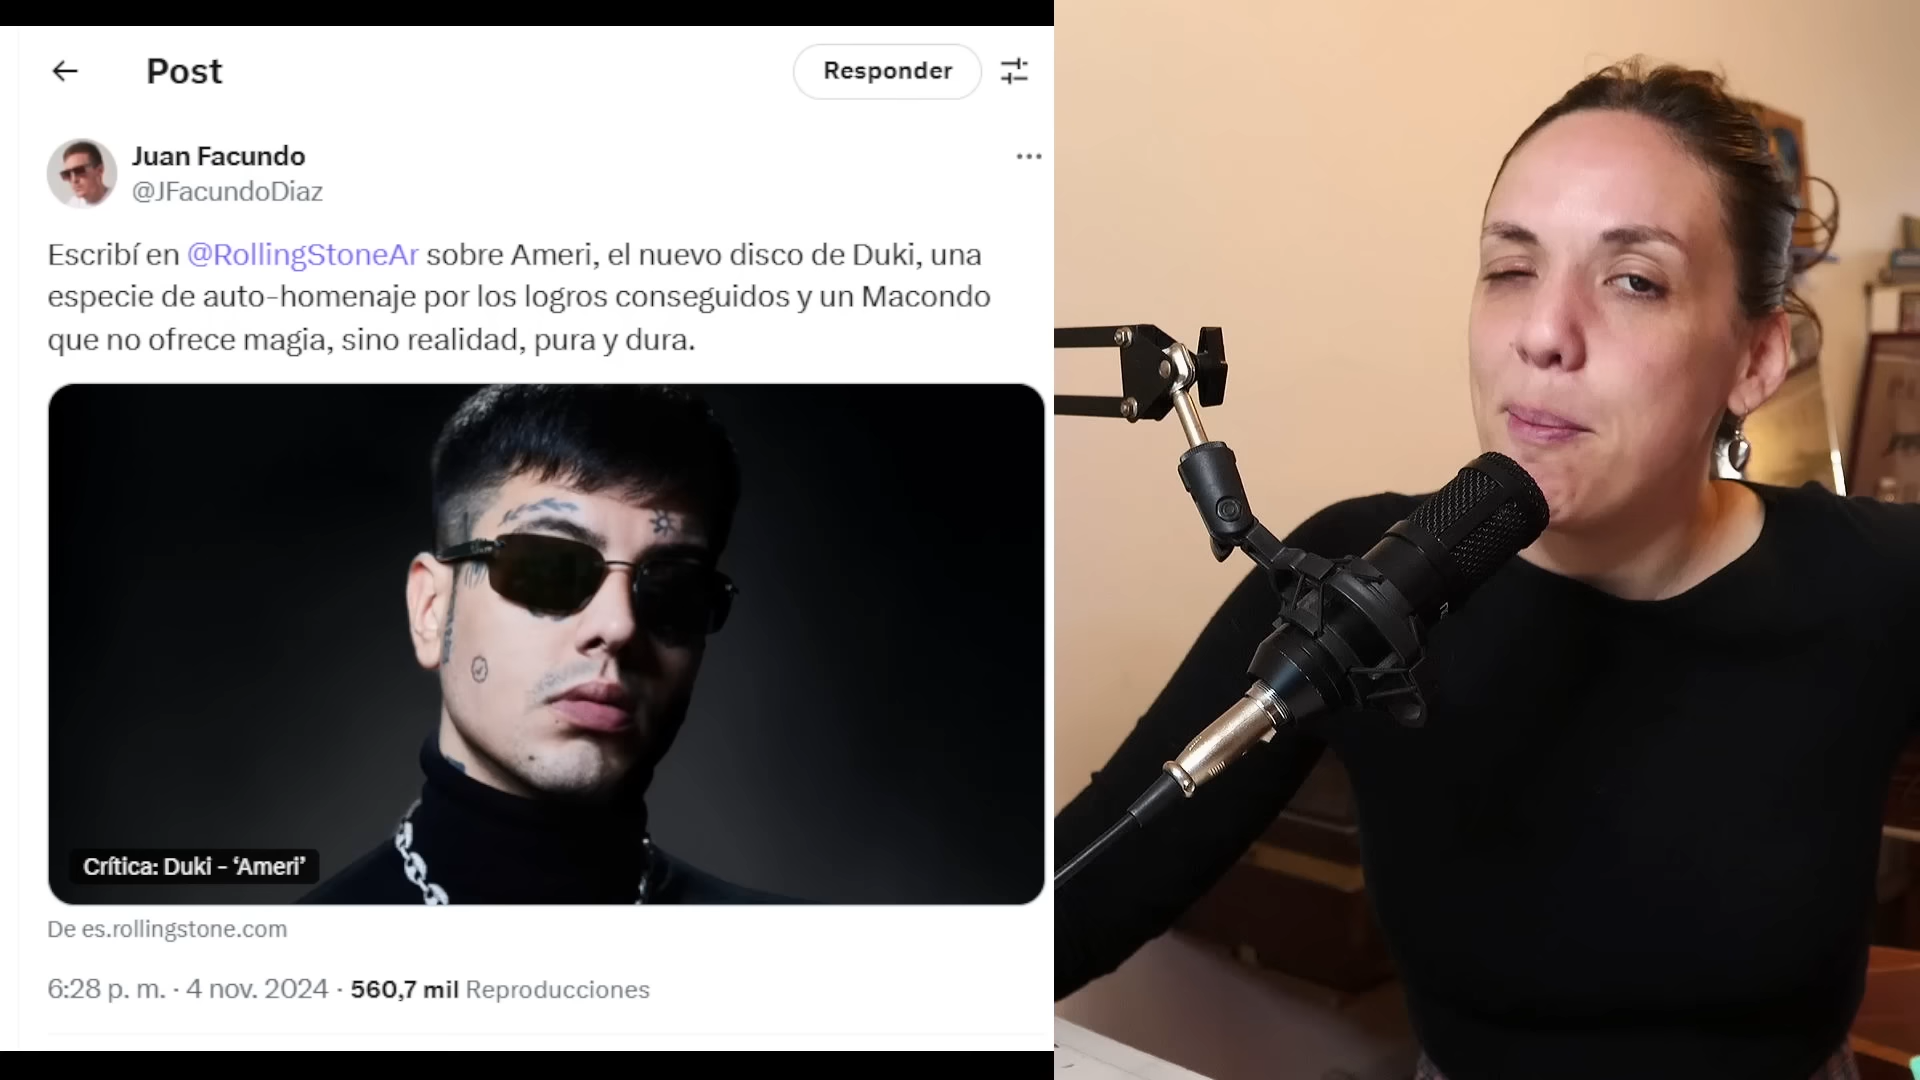 Post
Responder
Juan Facundo
@JFacundoDiaz
Escribí en @RollingStoneAr sobre Ameri, el nuevo disco de Duki, una
especie de auto-homenaje por los logros conseguidos y un Macondo
que no ofrece magia, sino realidad, pura y dura.
Crítica: Duki - ‘Ameri’
De es.rollingstone.com
6:28 p. m. · 4 nov. 2024 · 560,7 mil Reproducciones